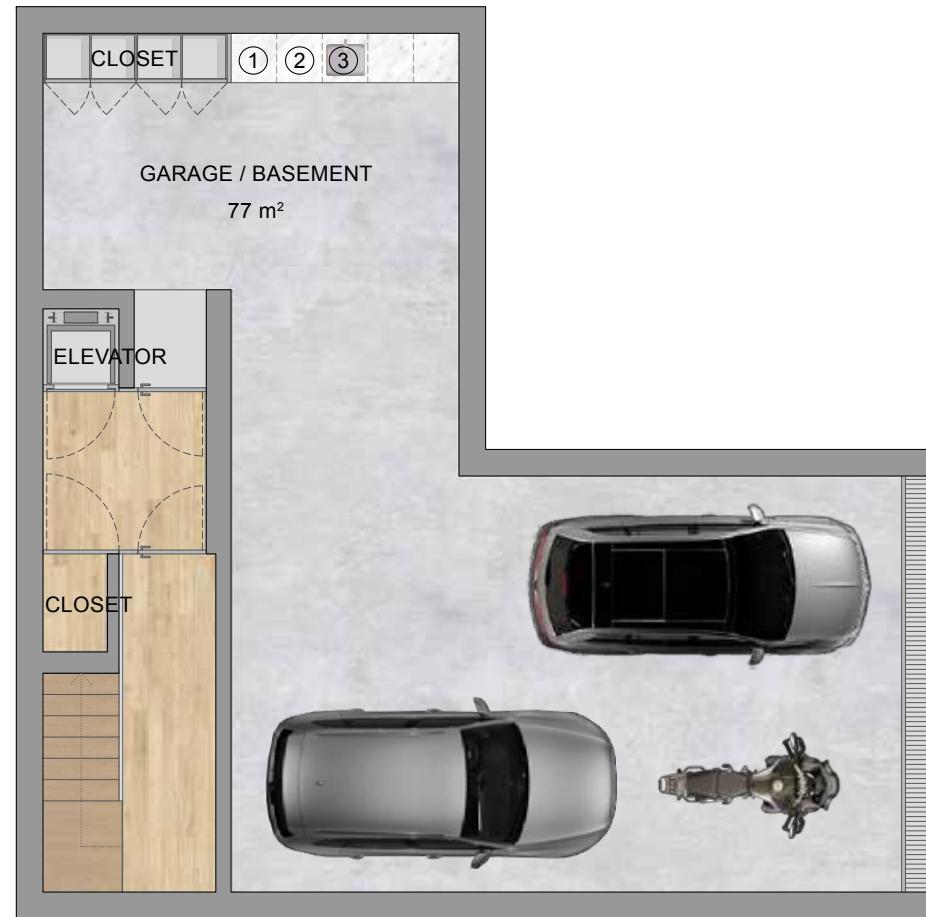 CLOSET 1 2 3
GARAGE / BASEMENT
77 m²
ELEVATOR
CLOSET